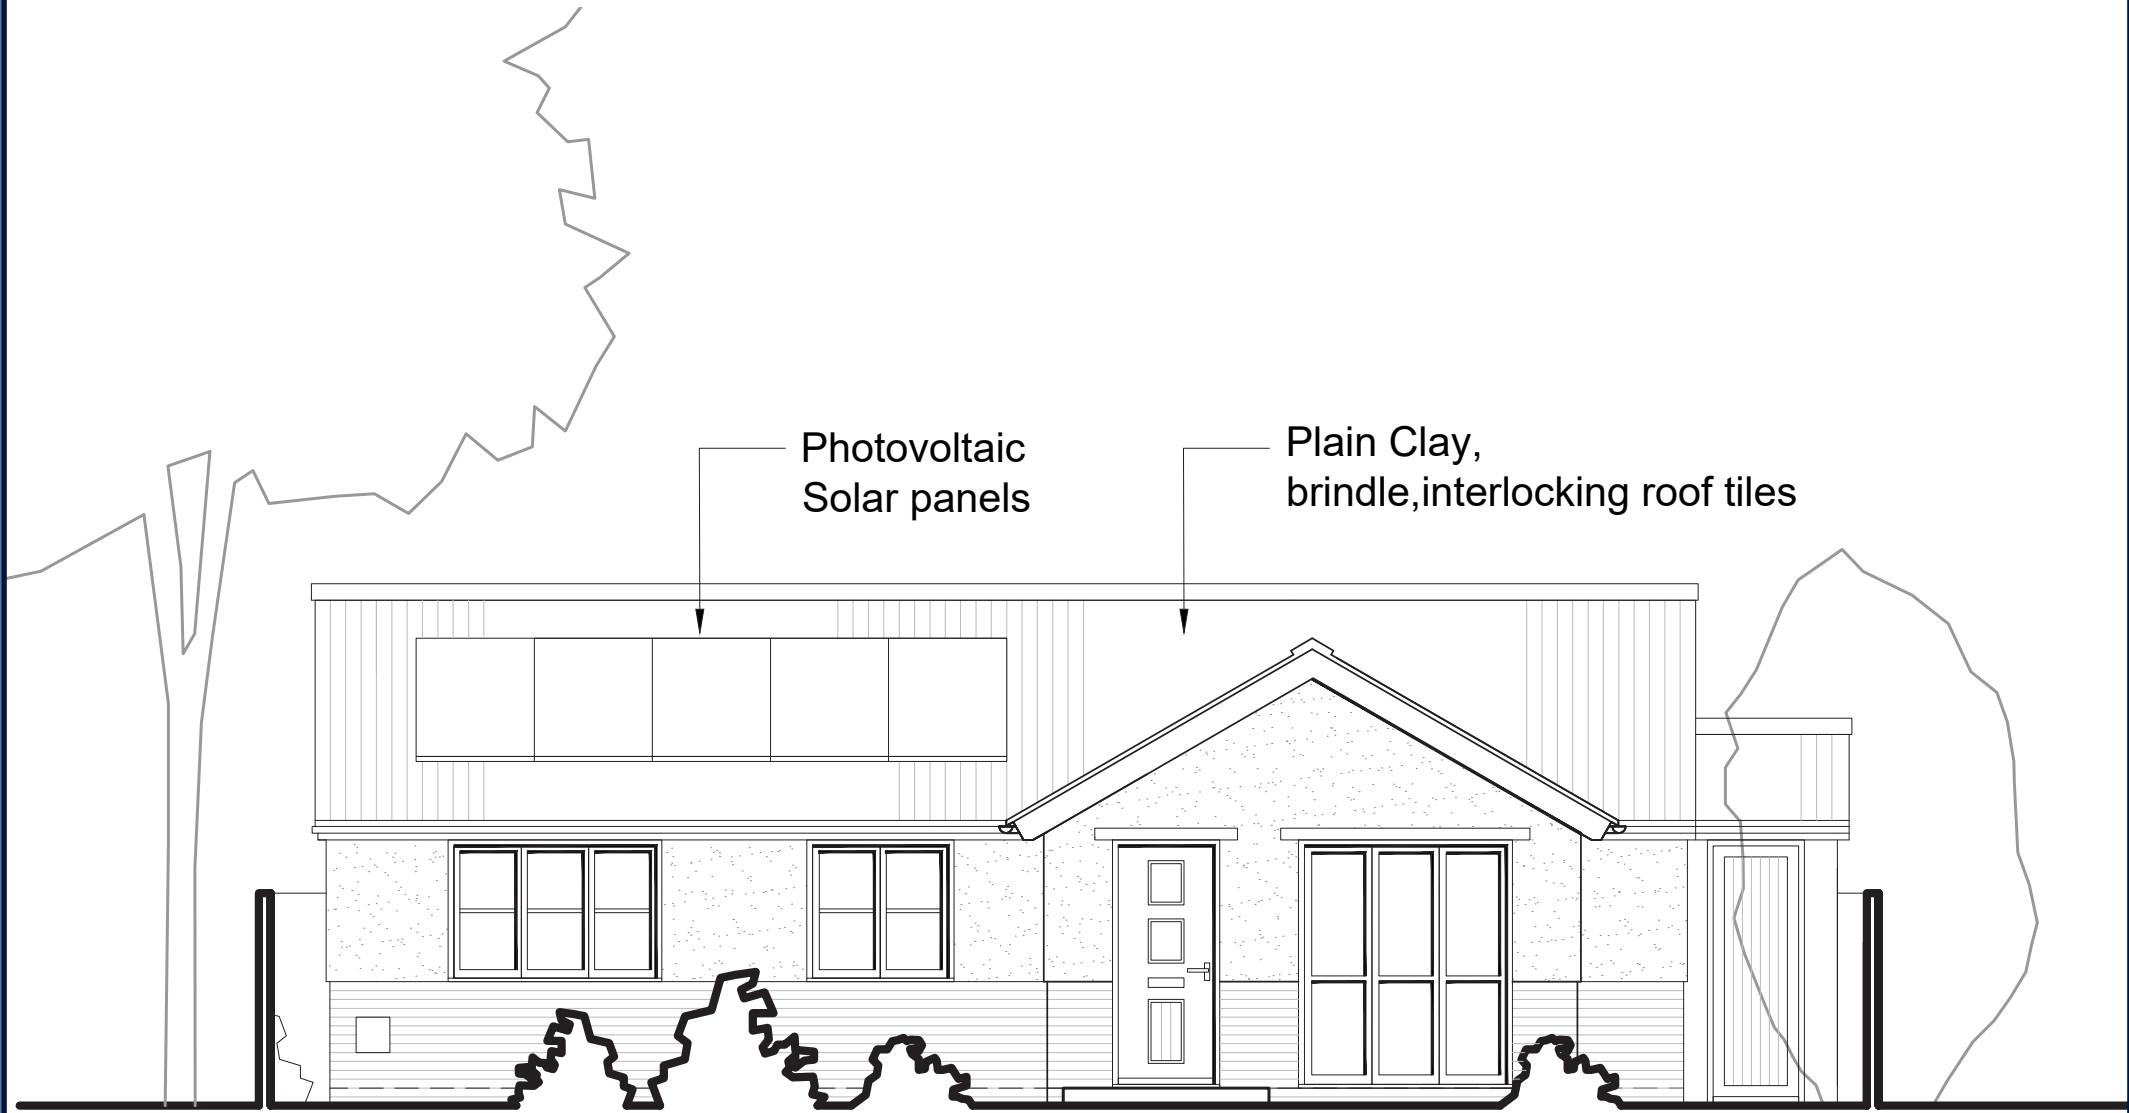 Photovoltaic
Solar panels
Plain Clay,
brindle,interlocking roof tiles